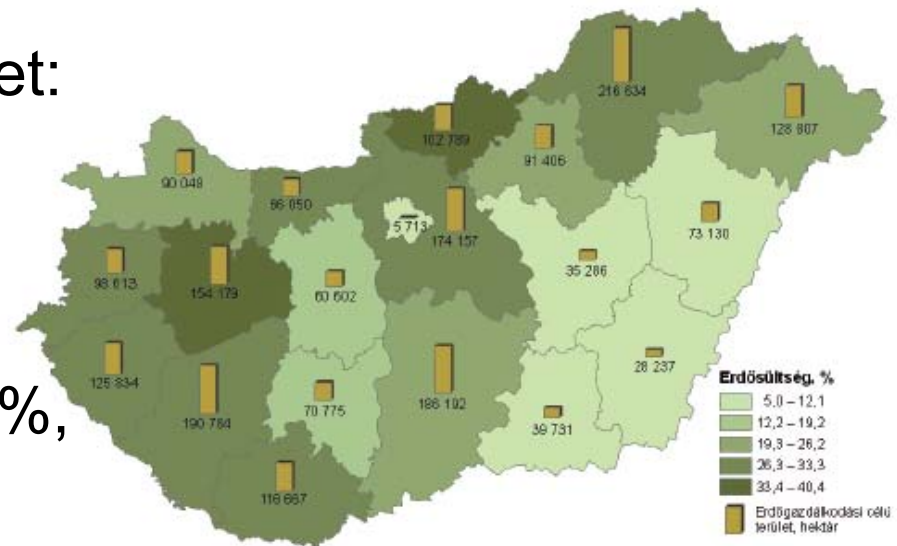 et:
216 634
128 807
102 789
91 406
90 048
66 050
5 713
174 157
73 130
35 286
98 613
154 179
60 602
28 237
125 834
190 784
70 775
186 192
39 731
116 667
%,
Erdősültség, %
5,0 – 12,1
12,2 – 19,2
19,3 – 26,2
26,3 – 33,3
33,4 – 40,4
Erdőgazdálkodási célú
terület, hektár